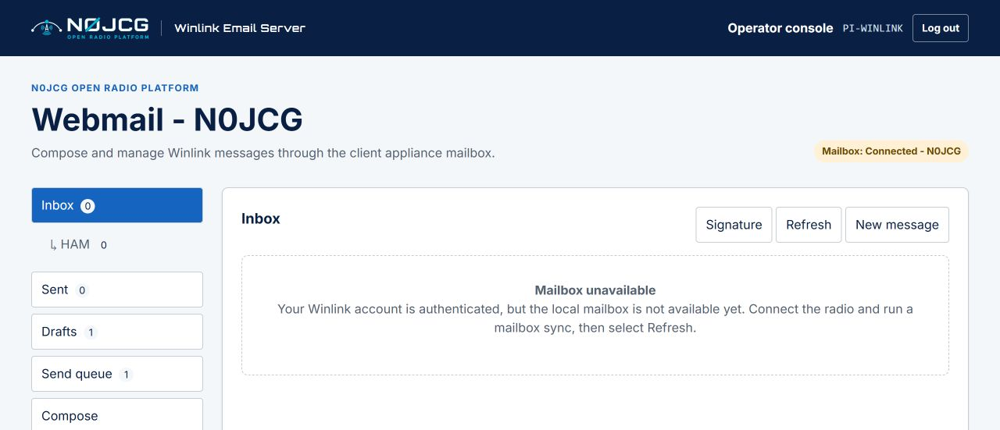 NØJCG
OPEN RADIO PLATFORM
Winlink Email Server
Operator console PI-WINLINK Log out
N0JCG OPEN RADIO PLATFORM
Webmail - N0JCG
Compose and manage Winlink messages through the client appliance mailbox.
Mailbox: Connected - N0JCG
Inbox 0
↳ HAM 0
Sent 0
Drafts 1
Send queue 1
Compose
Inbox
Signature Refresh New message
Mailbox unavailable
Your Winlink account is authenticated, but the local mailbox is not available yet. Connect the radio and run a
mailbox sync, then select Refresh.